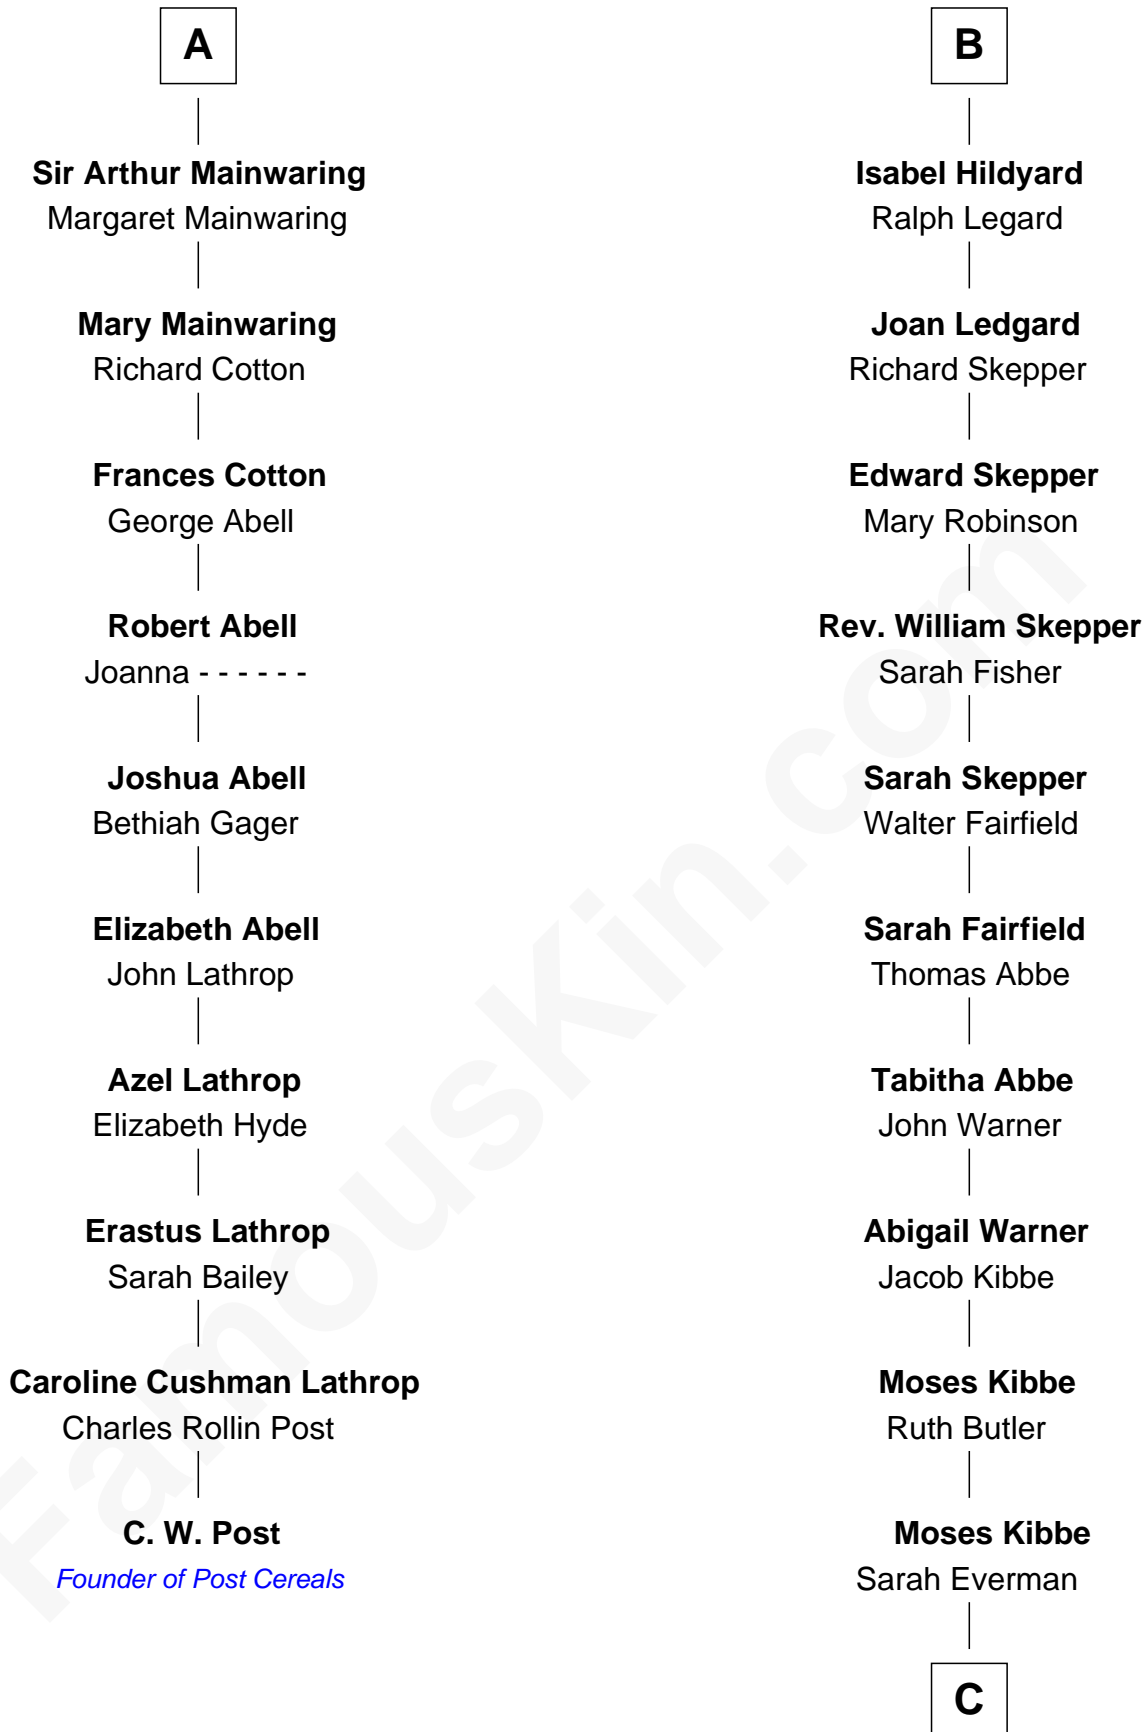 A
Sir Arthur Mainwaring
Margaret Mainwaring
Mary Mainwaring
Richard Cotton
Frances Cotton
George Abell
Robert Abell
Joanna - - - - - -
Joshua Abell
Bethiah Gager
Elizabeth Abell
John Lathrop
Azel Lathrop
Elizabeth Hyde
Erastus Lathrop
Sarah Bailey
Caroline Cushman Lathrop
Charles Rollin Post
C. W. Post
Founder of Post Cereals
B
Isabel Hildyard
Ralph Legard
Joan Ledgard
Richard Skepper
Edward Skepper
Mary Robinson
Rev. William Skepper
Sarah Fisher
Sarah Skepper
Walter Fairfield
Sarah Fairfield
Thomas Abbe
Tabitha Abbe
John Warner
Abigail Warner
Jacob Kibbe
Moses Kibbe
Ruth Butler
Moses Kibbe
Sarah Everman
C
FamousKin.com